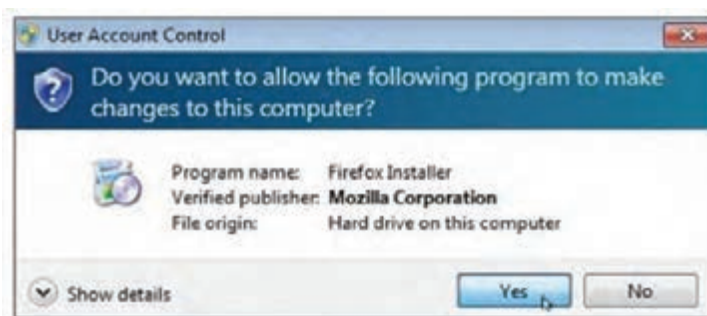 User Account Control
Do you want to allow the following program to make
changes to this computer?
Program name: Firefox Installer
Verified publisher: Mozilla Corporation
File origin: Hard drive on this computer
Show details
Yes
No